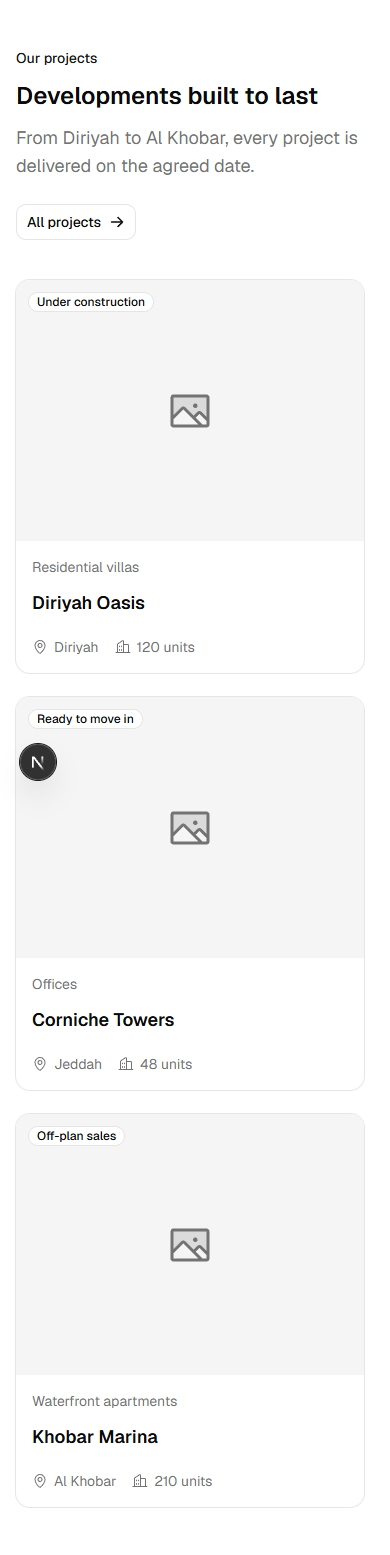 Our projects
Developments built to last
From Diriyah to Al Khobar, every project is
delivered on the agreed date.
All projects
Under construction
Residential villas
Diriyah Oasis
Diriyah 120 units
Ready to move in
N
Offices
Corniche Towers
Jeddah 48 units
Off-plan sales
Waterfront apartments
Khobar Marina
Al Khobar 210 units